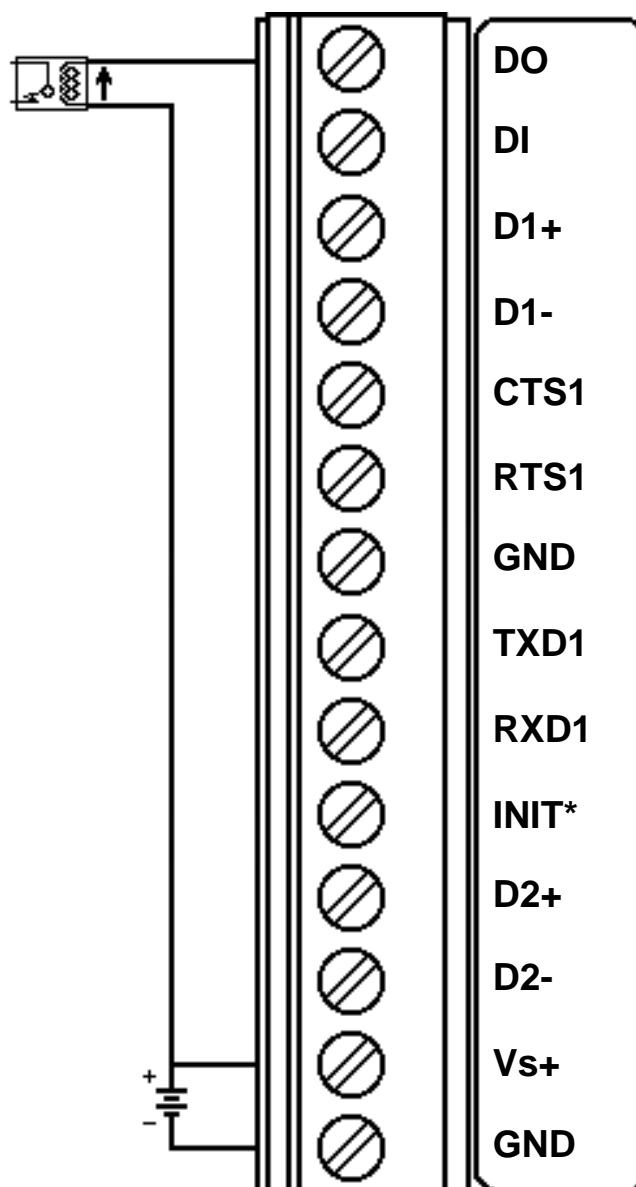 DO
DI
D1+
D1-
CTS1
RTS1
GND
TXD1
RXD1
INIT*
D2+
D2-
Vs+
+
−
GND